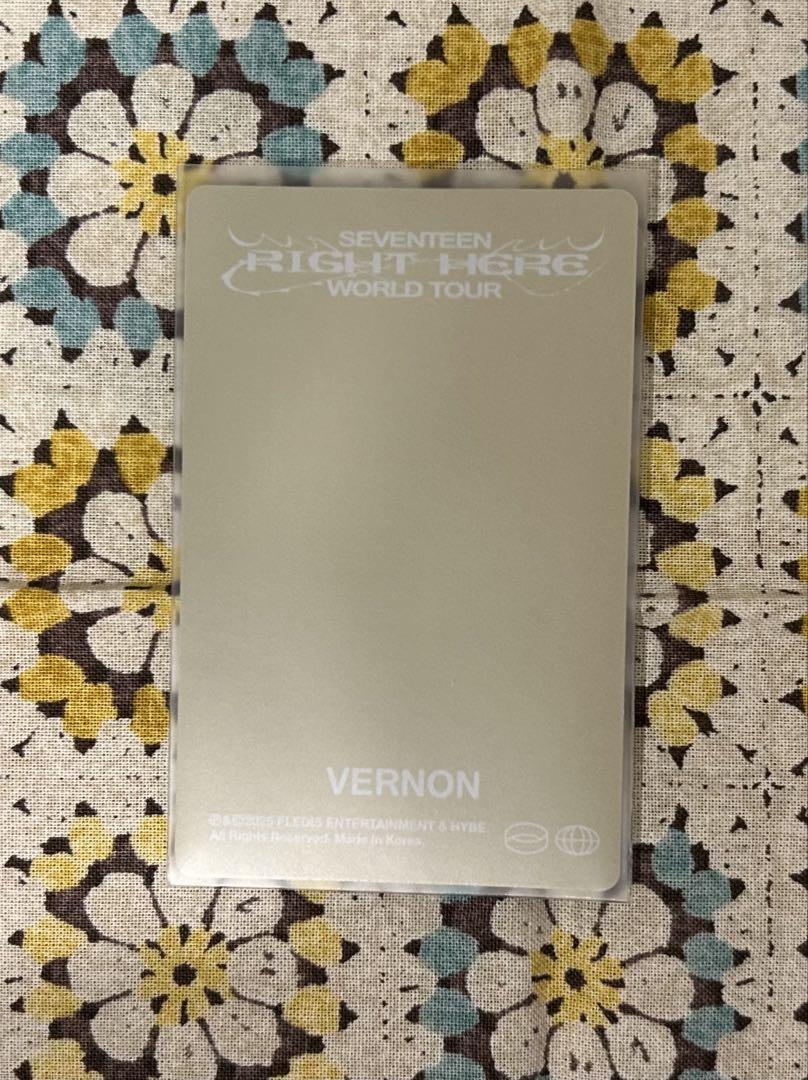 SEVENTEEN
RIGHT HERE
WORLD TOUR
VERNON
℗&©2025 PLEDIS ENTERTAINMENT & HYBE.
All Rights Reserved. Made in Korea.